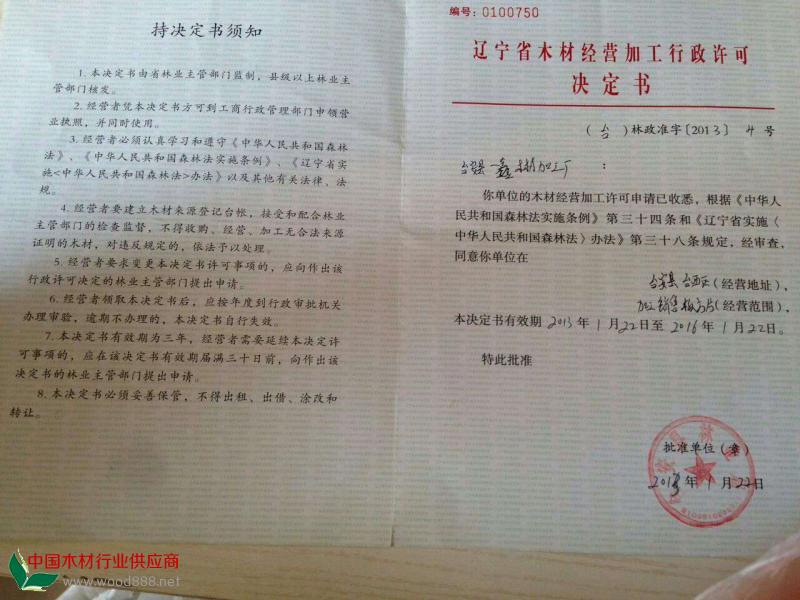 持决定书须知
1. 本决定书由省林业主管部门监制，县级以上林业主
管部门核发。
2. 经营者凭本决定书方可到工商行政管理部门申领营
业执照，并同时使用。
3. 经营者必须认真学习和遵守《中华人民共和国森林
法》、《中华人民共和国森林法实施条例》、《辽宁省实
施<中华人民共和国森林法>办法》以及其他有关法律、法
规。
4. 经营者要建立木材来源登记台帐，接受和配合林业
主管部门的检查监督，不得收购、经营、加工无合法来源
证明的木材，对违反规定的，依法予以处理。
5. 经营者要求变更本决定书许可事项的，应向作出该
行政许可决定的林业主管部门提出申请。
6. 经营者领取本决定书后，应按年度到行政审批机关
办理审验，逾期不办理的，本决定书自行失效。
7. 本决定书有效期为三年，经营者需要延续本决定许
可事项的，应在该决定书有效期届满三十日前，向作出该
决定书的林业主管部门提出申请。
8. 本决定书必须妥善保管，不得出租、出借、涂改和
转让。
编号：0100750
辽宁省木材经营加工行政许可
决定书
（台）林政准字[2013] 4 号
台安县一鑫木材加工厂：
你单位的木材经营加工许可申请已收悉，根据《中华人
民共和国森林法实施条例》第三十四条和《辽宁省实施〈
中华人民共和国森林法〉办法》第三十八条规定，经审查，
同意你单位在
台安县台西区（经营地址），
加工销售板方片（经营范围），
本决定书有效期 2013 年 1 月 22 日至 2016 年 1 月 22 日。
特此批准
批准单位（章）
2013 年 1 月 22 日
中国木材行业供应商
www.wood888.net